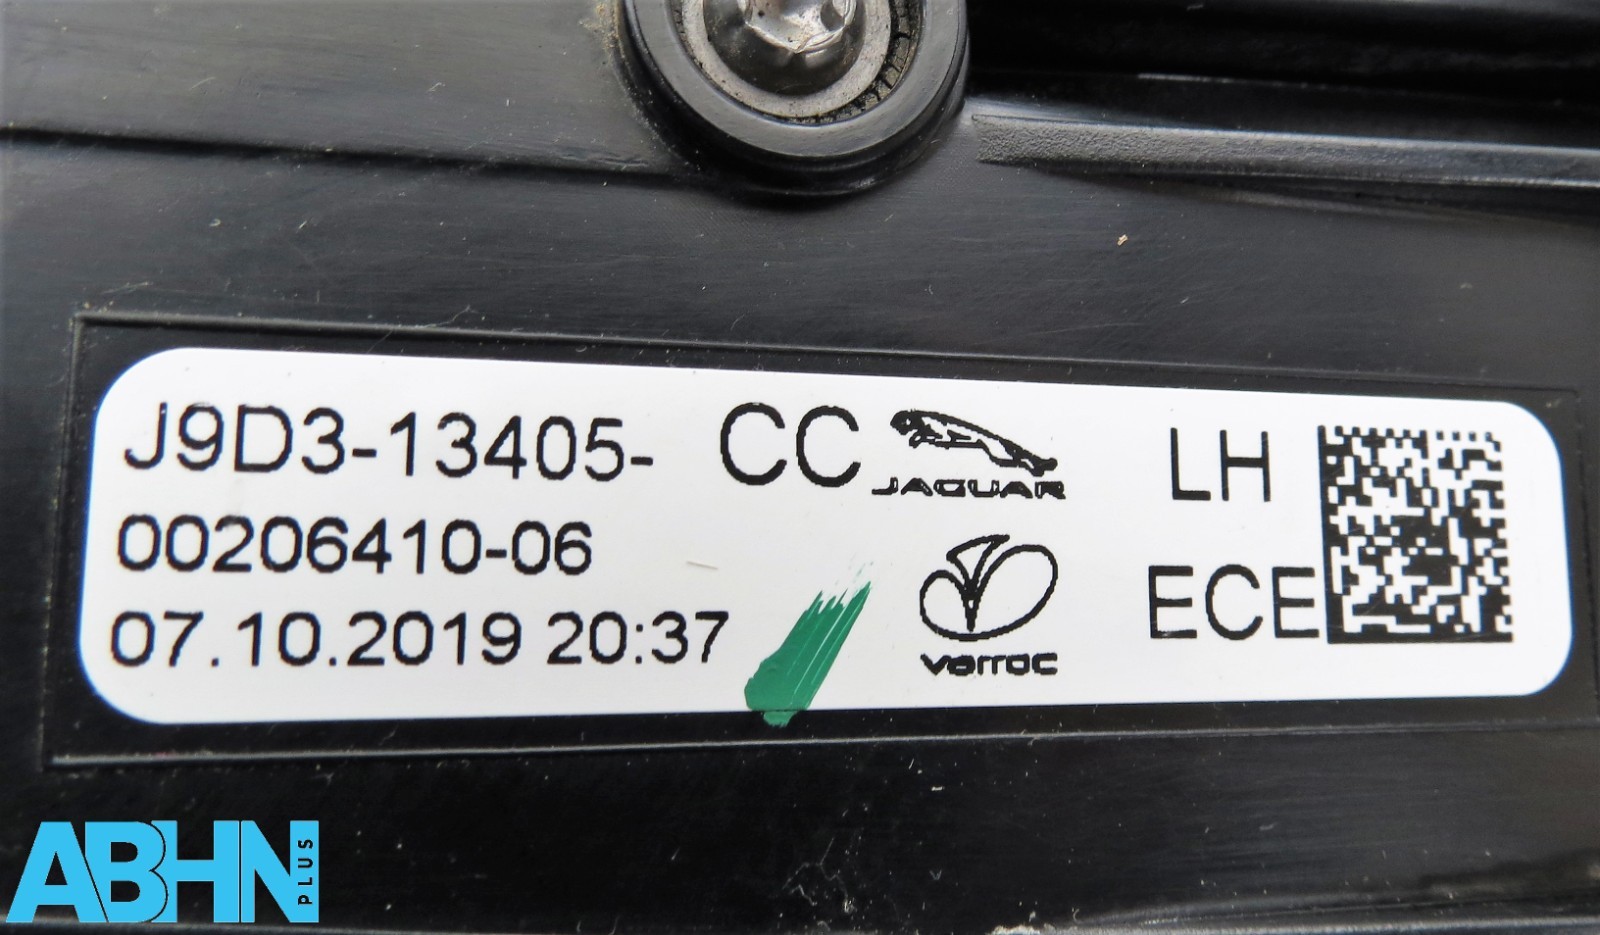 J9D3-13405- CC JAGUAR LH
00206410-06
07.10.2019 20:37 varroc ECE
ABHN PLUS